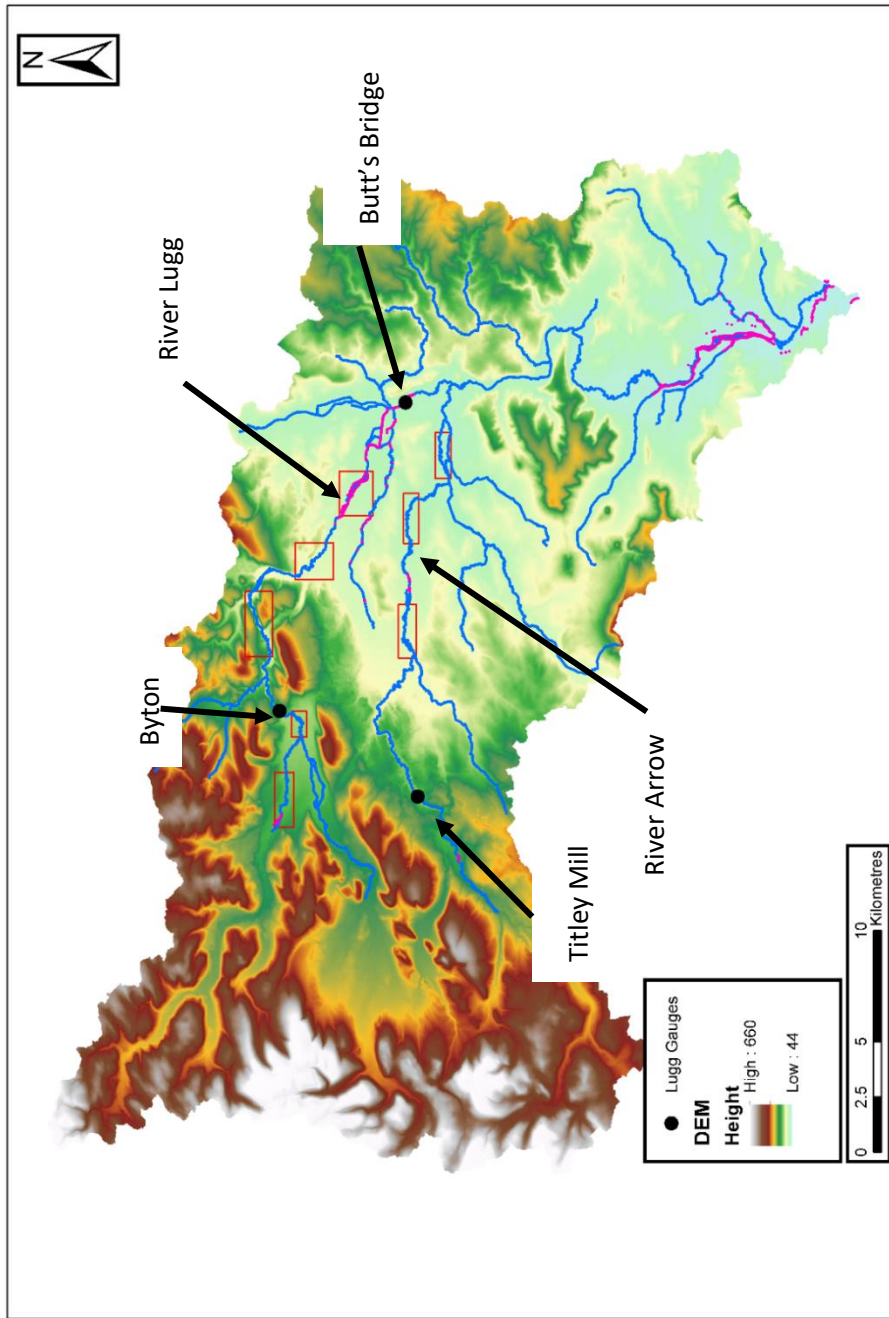 N
Butt's Bridge
River Lugg
Byton
River Arrow
Titley Mill
Lugg Gauges
DEM
Height
High : 660
Low : 44
0 2.5 5 10
Kilometres